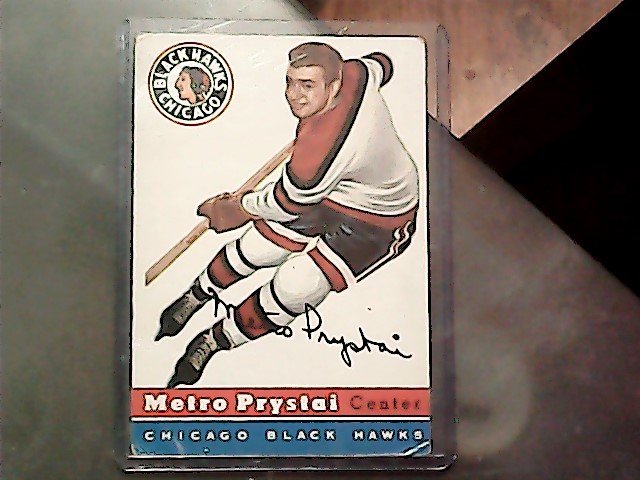 BLACK HAWKS
CHICAGO
Metro Prystai
Metro Prystai Center
CHICAGO BLACK HAWKS